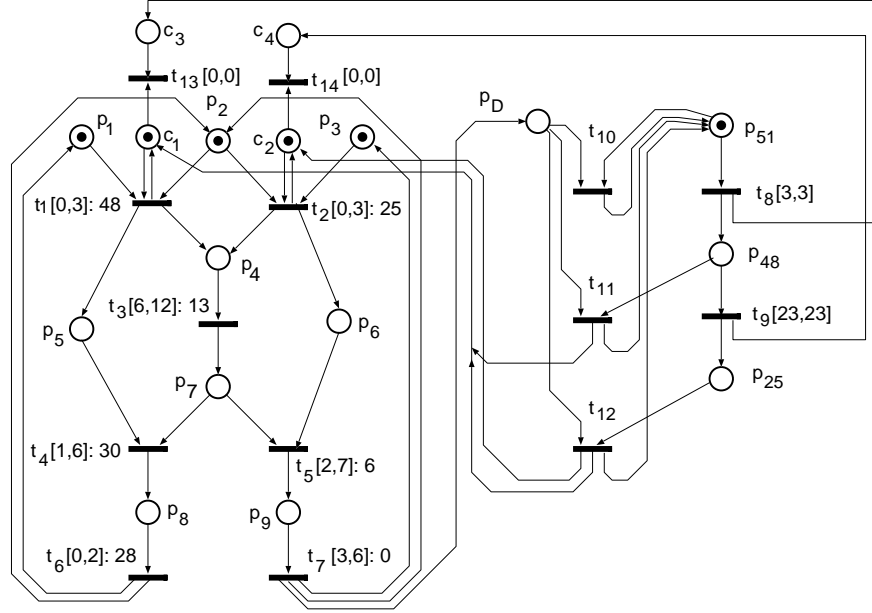 c3
c4
t13 [0,0]
t14 [0,0]
p1
p2
c1
c2
p3
pD
t10
p51
t1 [0,3]: 48
t2 [0,3]: 25
t8 [3,3]
p4
p48
t3 [6,12]: 13
t11
p5
p6
t9 [23,23]
p7
p25
t12
t4 [1,6]: 30
t5 [2,7]: 6
p8
p9
t6 [0,2]: 28
t7 [3,6]: 0